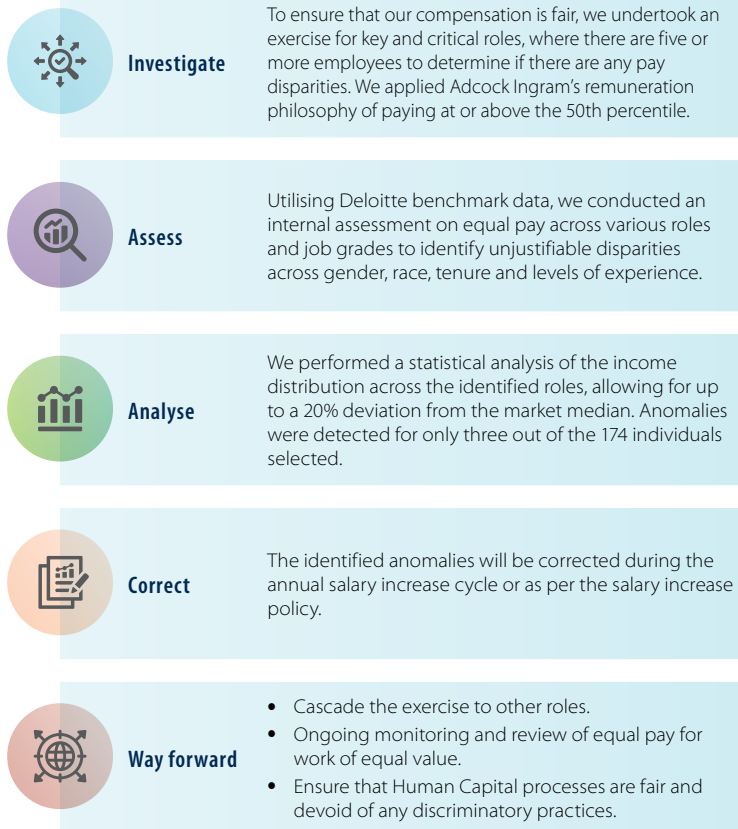 Investigate
To ensure that our compensation is fair, we undertook an
exercise for key and critical roles, where there are five or
more employees to determine if there are any pay
disparities. We applied Adcock Ingram’s remuneration
philosophy of paying at or above the 50th percentile.
Assess
Utilising Deloitte benchmark data, we conducted an
internal assessment on equal pay across various roles
and job grades to identify unjustifiable disparities
across gender, race, tenure and levels of experience.
Analyse
We performed a statistical analysis of the income
distribution across the identified roles, allowing for up
to a 20% deviation from the market median. Anomalies
were detected for only three out of the 174 individuals
selected.
Correct
The identified anomalies will be corrected during the
annual salary increase cycle or as per the salary increase
policy.
Way forward
• Cascade the exercise to other roles.
• Ongoing monitoring and review of equal pay for
work of equal value.
• Ensure that Human Capital processes are fair and
devoid of any discriminatory practices.